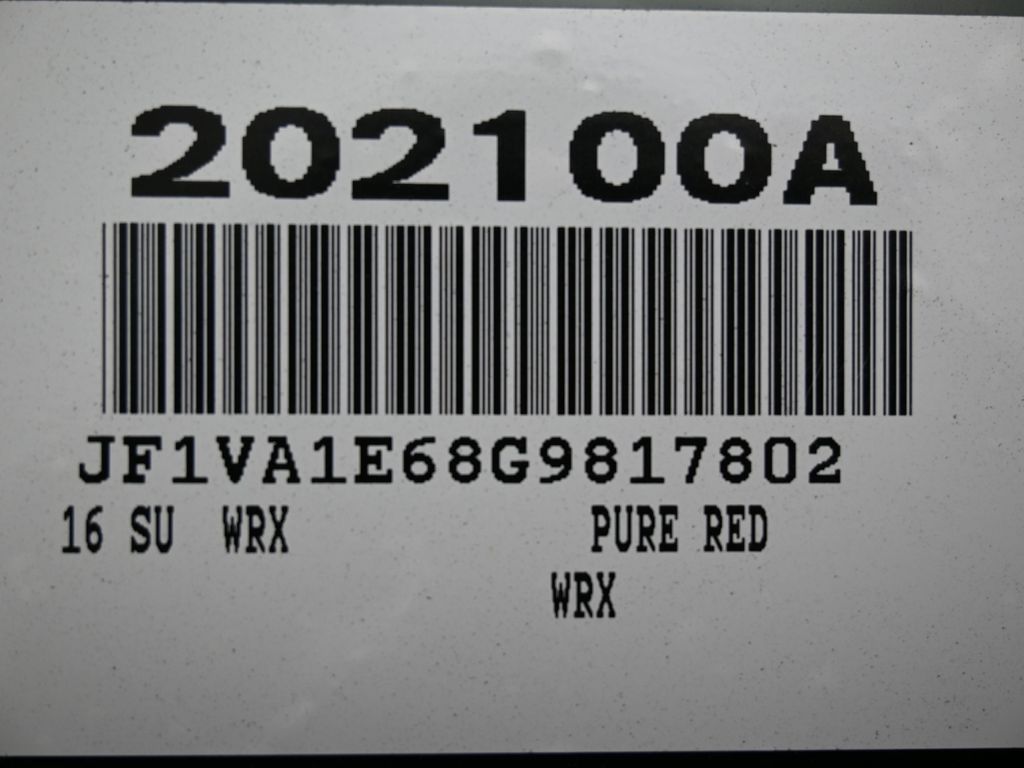 202100A
JF1VA1E68G9817802
16 SU WRX PURE RED
WRX